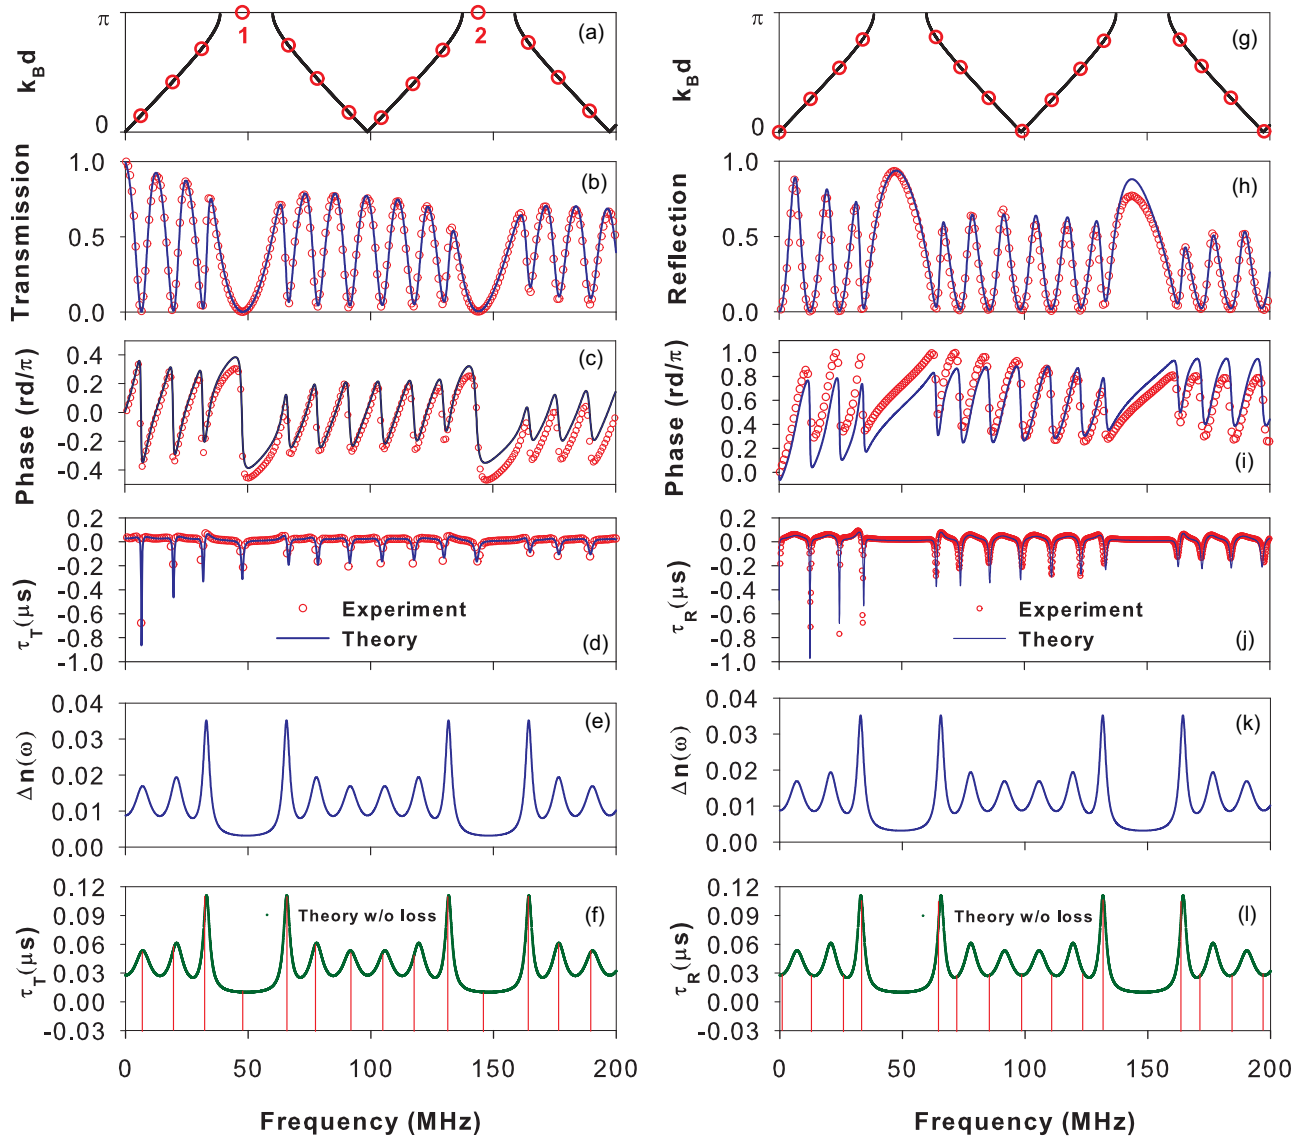 π
k_B d
0
(a)
1
2
1.0
0.5
0.0
Transmission
(b)
0.4
0.2
0.0
-0.2
-0.4
Phase (rd/π)
(c)
0.2
0.0
-0.2
-0.4
-0.6
-0.8
-1.0
τ_T(μs)
Experiment
Theory
(d)
0.04
0.03
0.02
0.01
0.00
Δn(ω)
(e)
0.12
0.09
0.06
0.03
0.00
-0.03
τ_T(μs)
Theory w/o loss
(f)
0 50 100 150 200
Frequency (MHz)
π
k_B d
0
(g)
1.0
0.5
0.0
Reflection
(h)
1.0
0.8
0.6
0.4
0.2
0.0
Phase (rd/π)
(i)
0.2
0.0
-0.2
-0.4
-0.6
-0.8
-1.0
τ_R(μs)
Experiment
Theory
(j)
0.04
0.03
0.02
0.01
0.00
Δn(ω)
(k)
0.12
0.09
0.06
0.03
0.00
-0.03
τ_R(μs)
Theory w/o loss
(l)
0 50 100 150 200
Frequency (MHz)